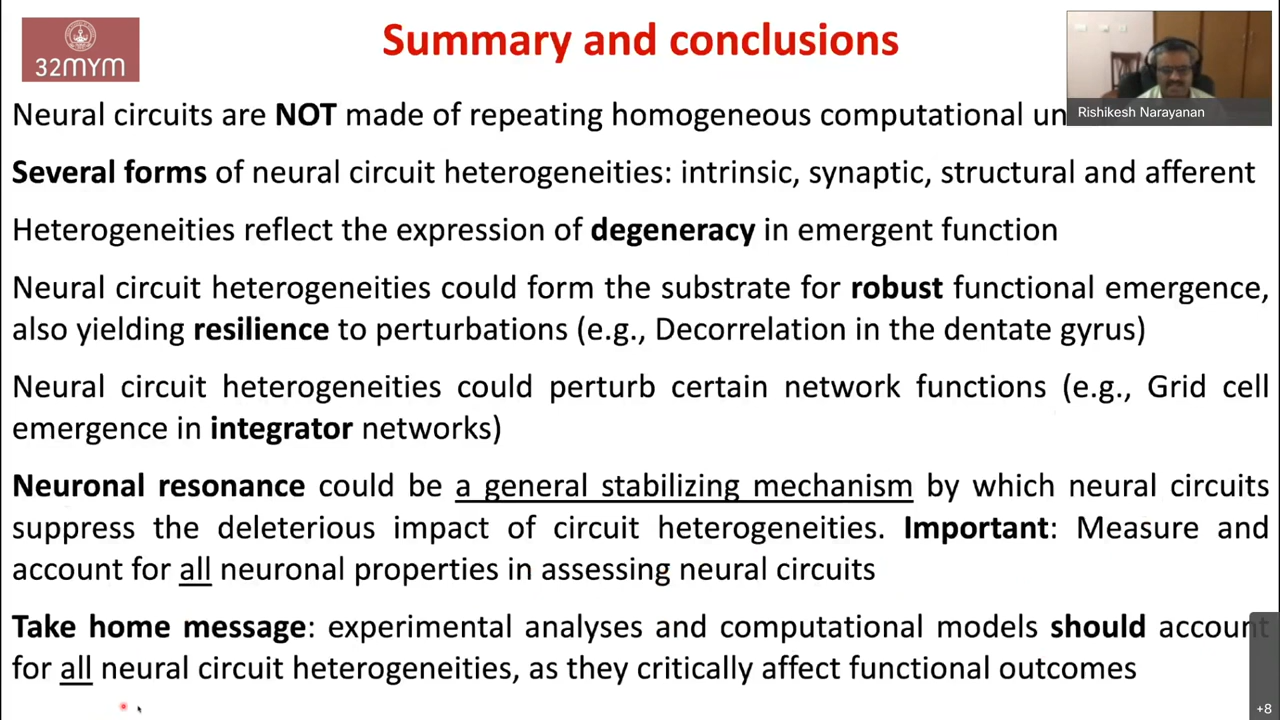 32MYM
Summary and conclusions
Rishikesh Narayanan
Neural circuits are NOT made of repeating homogeneous computational un
Several forms of neural circuit heterogeneities: intrinsic, synaptic, structural and afferent
Heterogeneities reflect the expression of degeneracy in emergent function
Neural circuit heterogeneities could form the substrate for robust functional emergence,
also yielding resilience to perturbations (e.g., Decorrelation in the dentate gyrus)
Neural circuit heterogeneities could perturb certain network functions (e.g., Grid cell
emergence in integrator networks)
Neuronal resonance could be a general stabilizing mechanism by which neural circuits
suppress the deleterious impact of circuit heterogeneities. Important: Measure and
account for all neuronal properties in assessing neural circuits
Take home message: experimental analyses and computational models should account
for all neural circuit heterogeneities, as they critically affect functional outcomes
+8